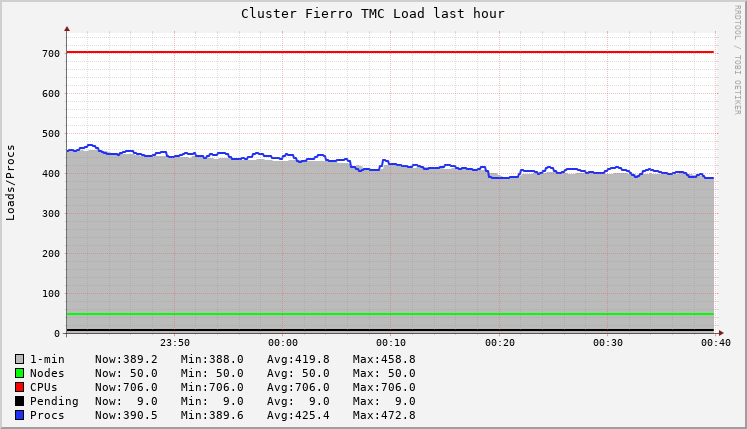 Cluster Fierro TMC Load last hour
RRDTOOL / TOBI OETIKER
Loads/Procs
700
600
500
400
300
200
100
0
23:50 00:00 00:10 00:20 00:30 00:40
1-min Now:389.2 Min:388.0 Avg:419.8 Max:458.8
Nodes Now: 50.0 Min: 50.0 Avg: 50.0 Max: 50.0
CPUs Now:706.0 Min:706.0 Avg:706.0 Max:706.0
Pending Now: 9.0 Min: 9.0 Avg: 9.0 Max: 9.0
Procs Now:390.5 Min:389.6 Avg:425.4 Max:472.8